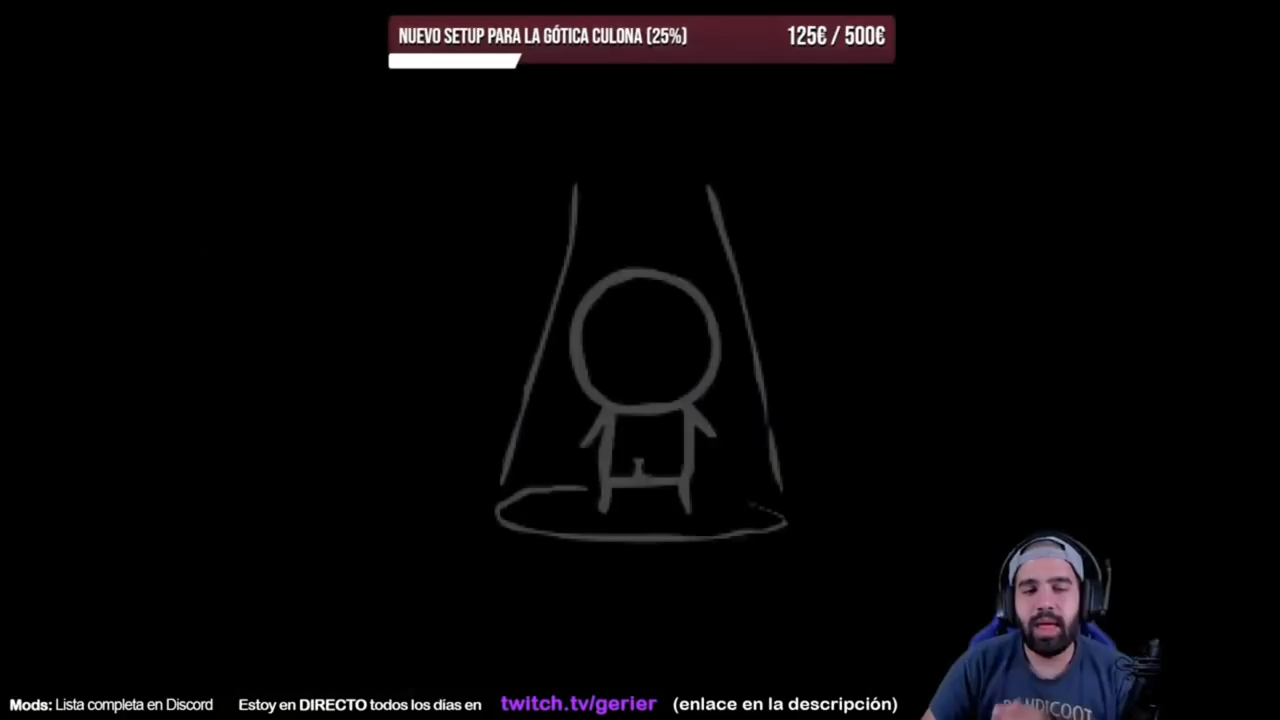 NUEVO SETUP PARA LA GÓTICA CULONA (25%) 125€ / 500€
Mods: Lista completa en Discord Estoy en DIRECTO todos los días en twitch.tv/gerier (enlace en la descripción)